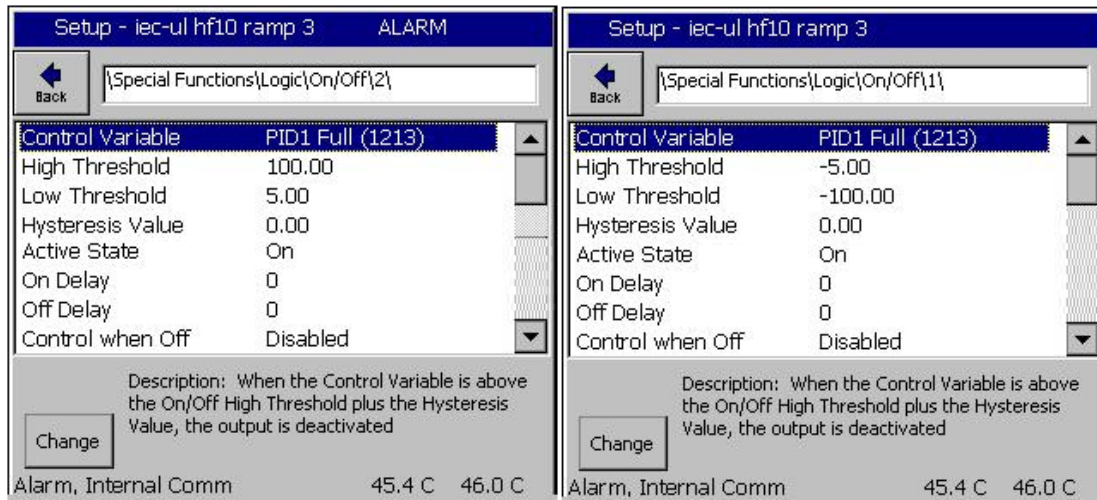 Setup - iec-ul hf10 ramp 3 ALARM
Back
\Special Functions\Logic\On/Off\2\
Control Variable PID1 Full (1213)
High Threshold 100.00
Low Threshold 5.00
Hysteresis Value 0.00
Active State On
On Delay 0
Off Delay 0
Control when Off Disabled
Description: When the Control Variable is above
the On/Off High Threshold plus the Hysteresis
Value, the output is deactivated
Change
Alarm, Internal Comm 45.4 C 46.0 C
Setup - iec-ul hf10 ramp 3
Back
\Special Functions\Logic\On/Off\1\
Control Variable PID1 Full (1213)
High Threshold -5.00
Low Threshold -100.00
Hysteresis Value 0.00
Active State On
On Delay 0
Off Delay 0
Control when Off Disabled
Description: When the Control Variable is above
the On/Off High Threshold plus the Hysteresis
Value, the output is deactivated
Change
Alarm, Internal Comm 45.4 C 46.0 C